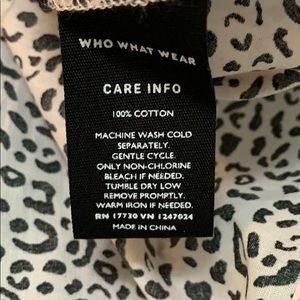 WHO WHAT WEAR
CARE INFO
100% COTTON
MACHINE WASH COLD
SEPARATELY.
GENTLE CYCLE.
ONLY NON-CHLORINE
BLEACH IF NEEDED.
TUMBLE DRY LOW
REMOVE PROMPTLY.
WARM IRON IF NEEDED.
RN 17730 VN 1247024
MADE IN CHINA